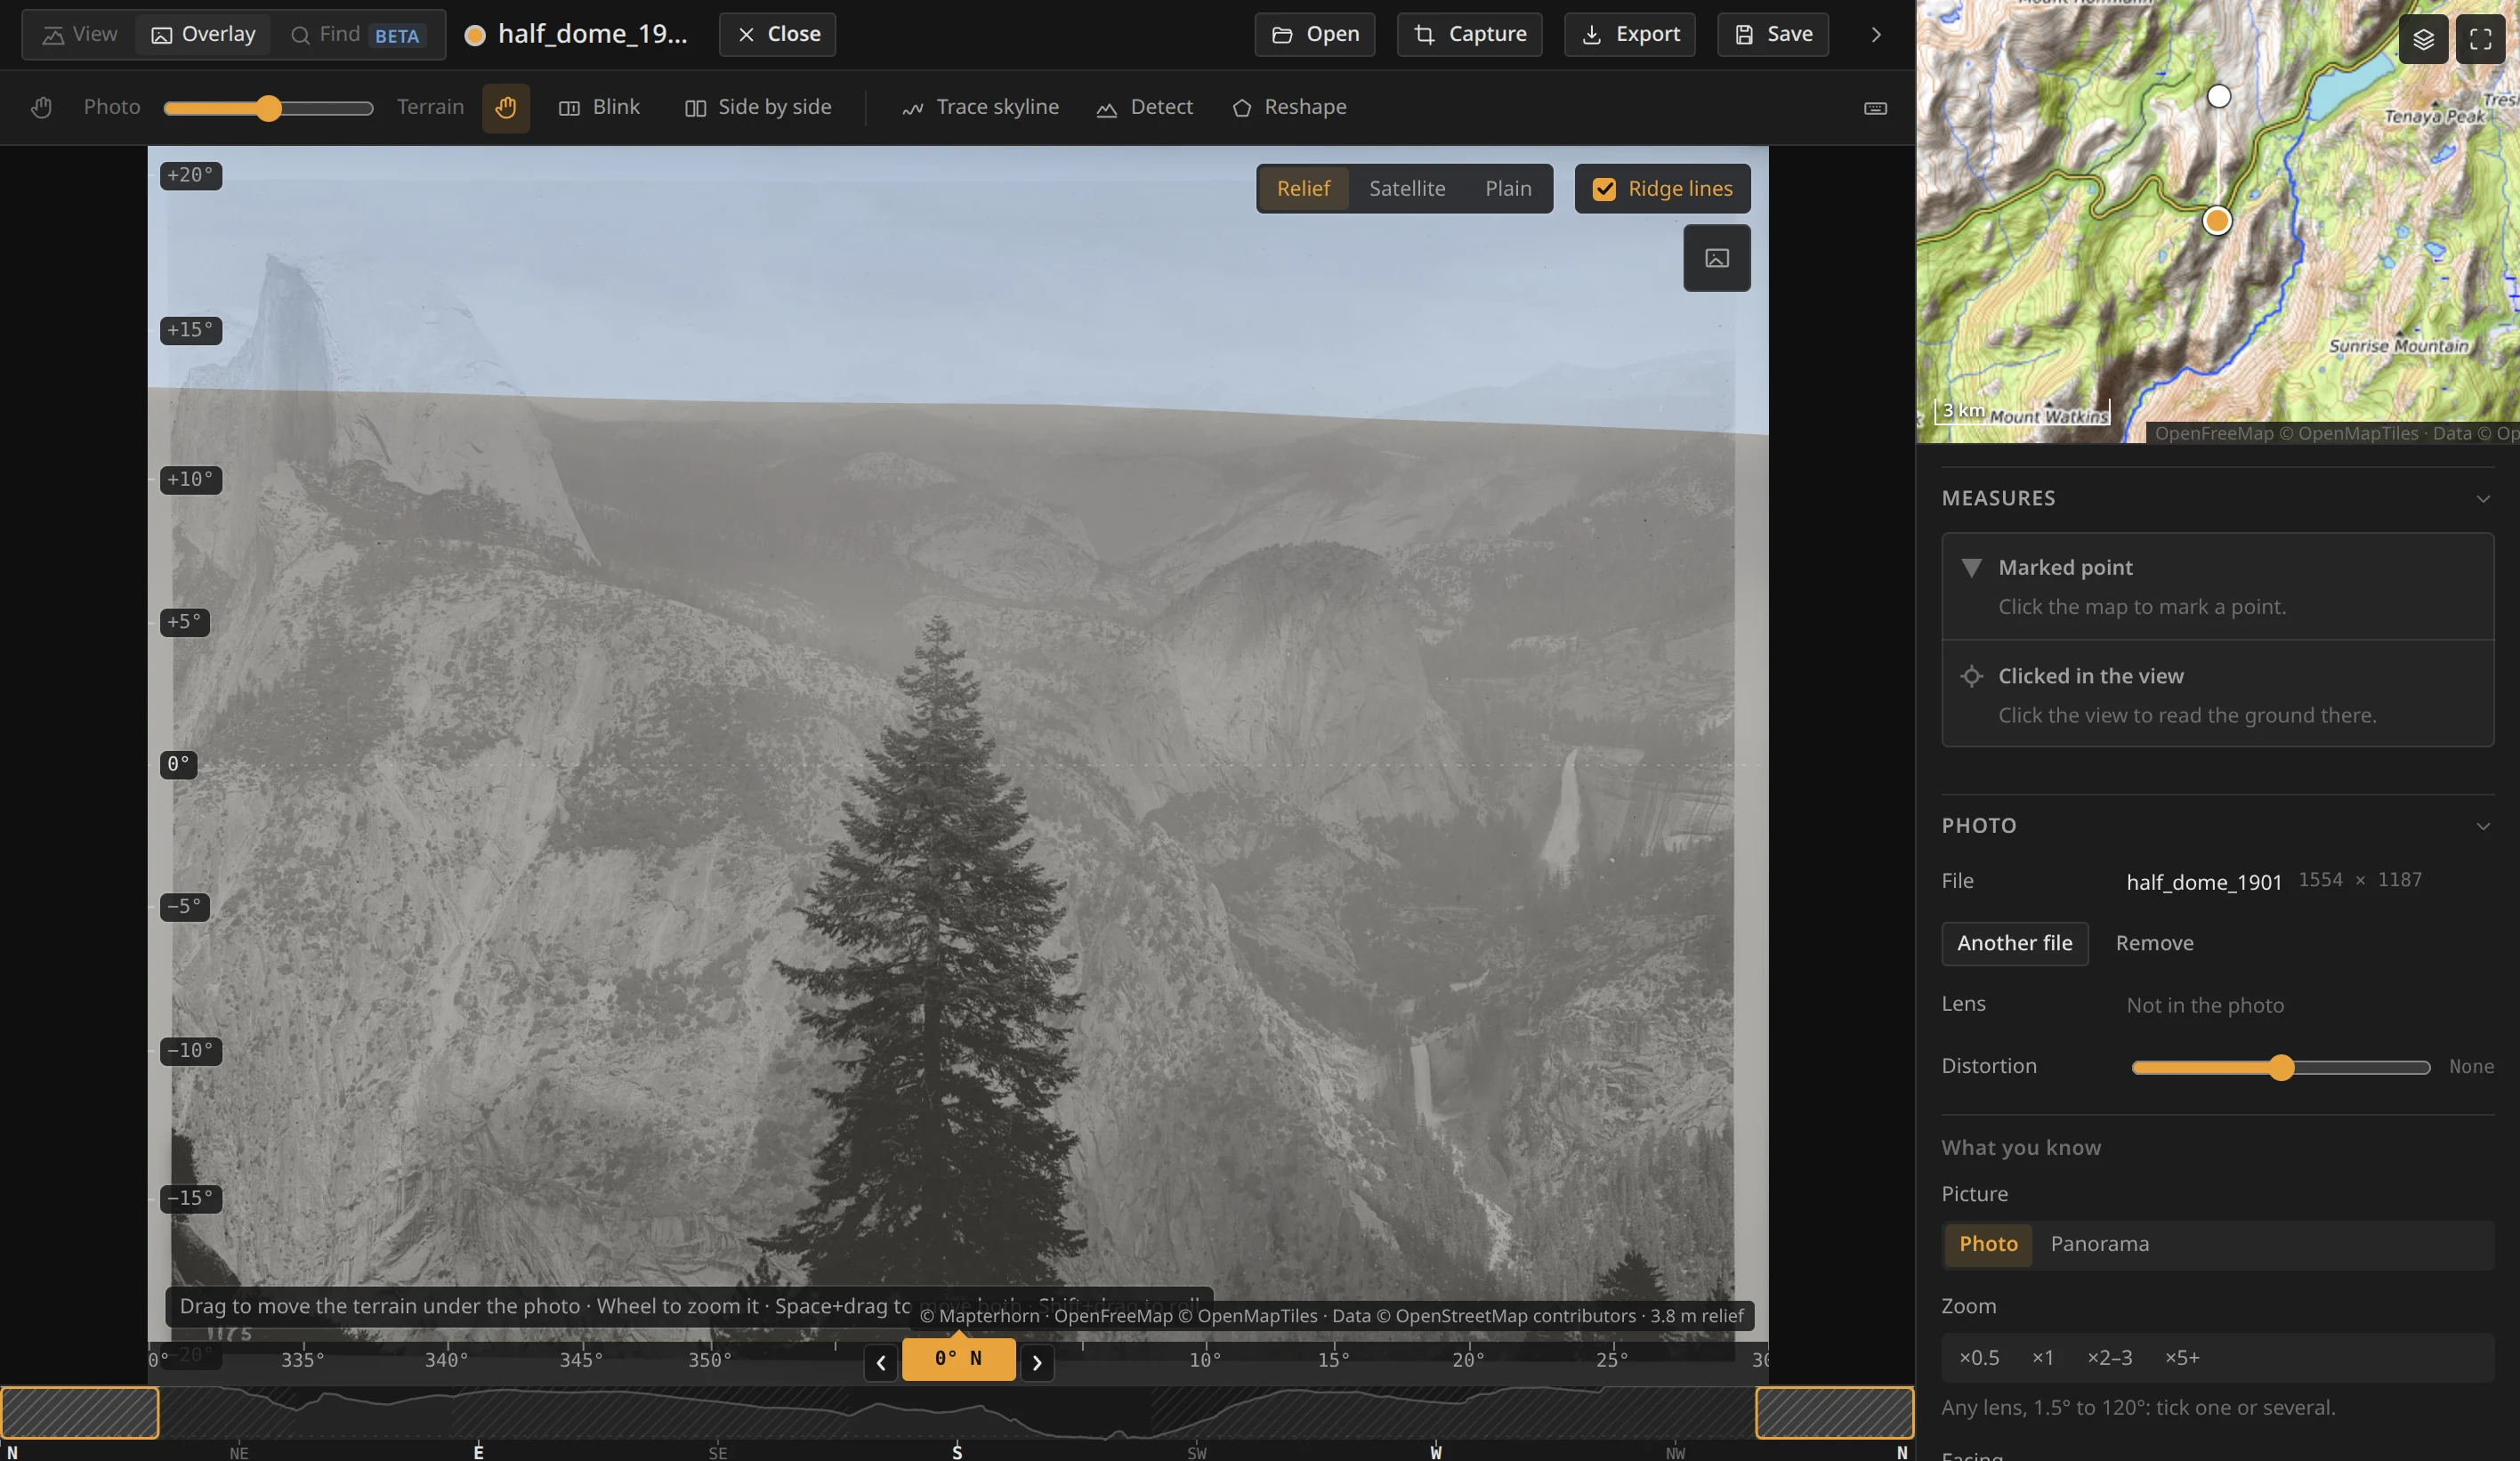 View
Overlay
Find BETA
half_dome_19...
Close
Open
Capture
Export
Save
Photo
Terrain
Blink
Side by side
Trace skyline
Detect
Reshape
+20°
+15°
+10°
+5°
0°
−5°
−10°
−15°
−20°
Relief
Satellite
Plain
Ridge lines
Drag to move the terrain under the photo · Wheel to zoom it · Space+drag to move both · Shift+drag to roll
© Mapterhorn · OpenFreeMap © OpenMapTiles · Data © OpenStreetMap contributors · 3.8 m relief
335°
340°
345°
350°
0° N
10°
15°
20°
25°
N
NE
E
SE
S
SW
W
NW
N
Tenaya Peak
Sunrise Mountain
Mount Watkins
3 km
OpenFreeMap © OpenMapTiles · Data © Op
MEASURES
Marked point
Click the map to mark a point.
Clicked in the view
Click the view to read the ground there.
PHOTO
File half_dome_1901 1554 × 1187
Another file
Remove
Lens Not in the photo
Distortion None
What you know
Picture
Photo
Panorama
Zoom
×0.5 ×1 ×2–3 ×5+
Any lens, 1.5° to 120°: tick one or several.